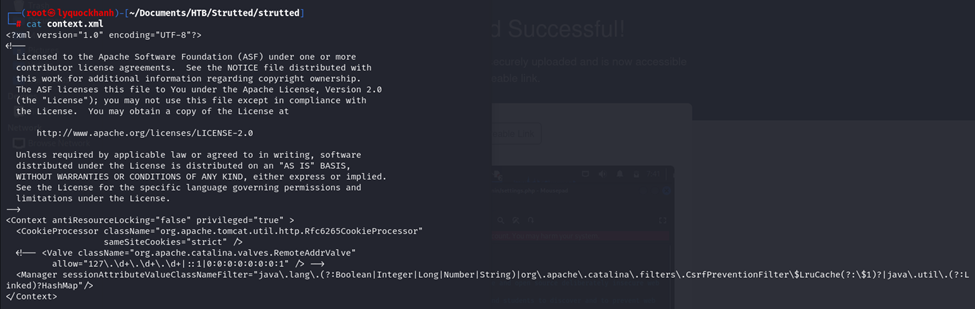 ┌──(root㉿lyquockhanh)-[~/Documents/HTB/Strutted/strutted]
└─# cat context.xml
<?xml version="1.0" encoding="UTF-8"?>
<!--
  Licensed to the Apache Software Foundation (ASF) under one or more
  contributor license agreements.  See the NOTICE file distributed with
  this work for additional information regarding copyright ownership.
  The ASF licenses this file to You under the Apache License, Version 2.0
  (the "License"); you may not use this file except in compliance with
  the License.  You may obtain a copy of the License at
      http://www.apache.org/licenses/LICENSE-2.0
  Unless required by applicable law or agreed to in writing, software
  distributed under the License is distributed on an "AS IS" BASIS,
  WITHOUT WARRANTIES OR CONDITIONS OF ANY KIND, either express or implied.
  See the License for the specific language governing permissions and
  limitations under the License.
-->
<Context antiResourceLocking="false" privileged="true" >
  <CookieProcessor className="org.apache.tomcat.util.http.Rfc6265CookieProcessor"
                   sameSiteCookies="strict" />
  <!-- <Valve className="org.apache.catalina.valves.RemoteAddrValve"
         allow="127\.\d+\.\d+\.\d+|::1|0:0:0:0:0:0:0:1" /> -->
  <Manager sessionAttributeValueClassNameFilter="java\.lang\.(?:Boolean|Integer|Long|Number|String)|org\.apache\.catalina\.filters\.CsrfPreventionFilter\$LruCache(?:\$1)?|java\.util\.(?:L
inked)?HashMap"/>
</Context>
d Successful!
urely uploaded and is now accessible
able link.